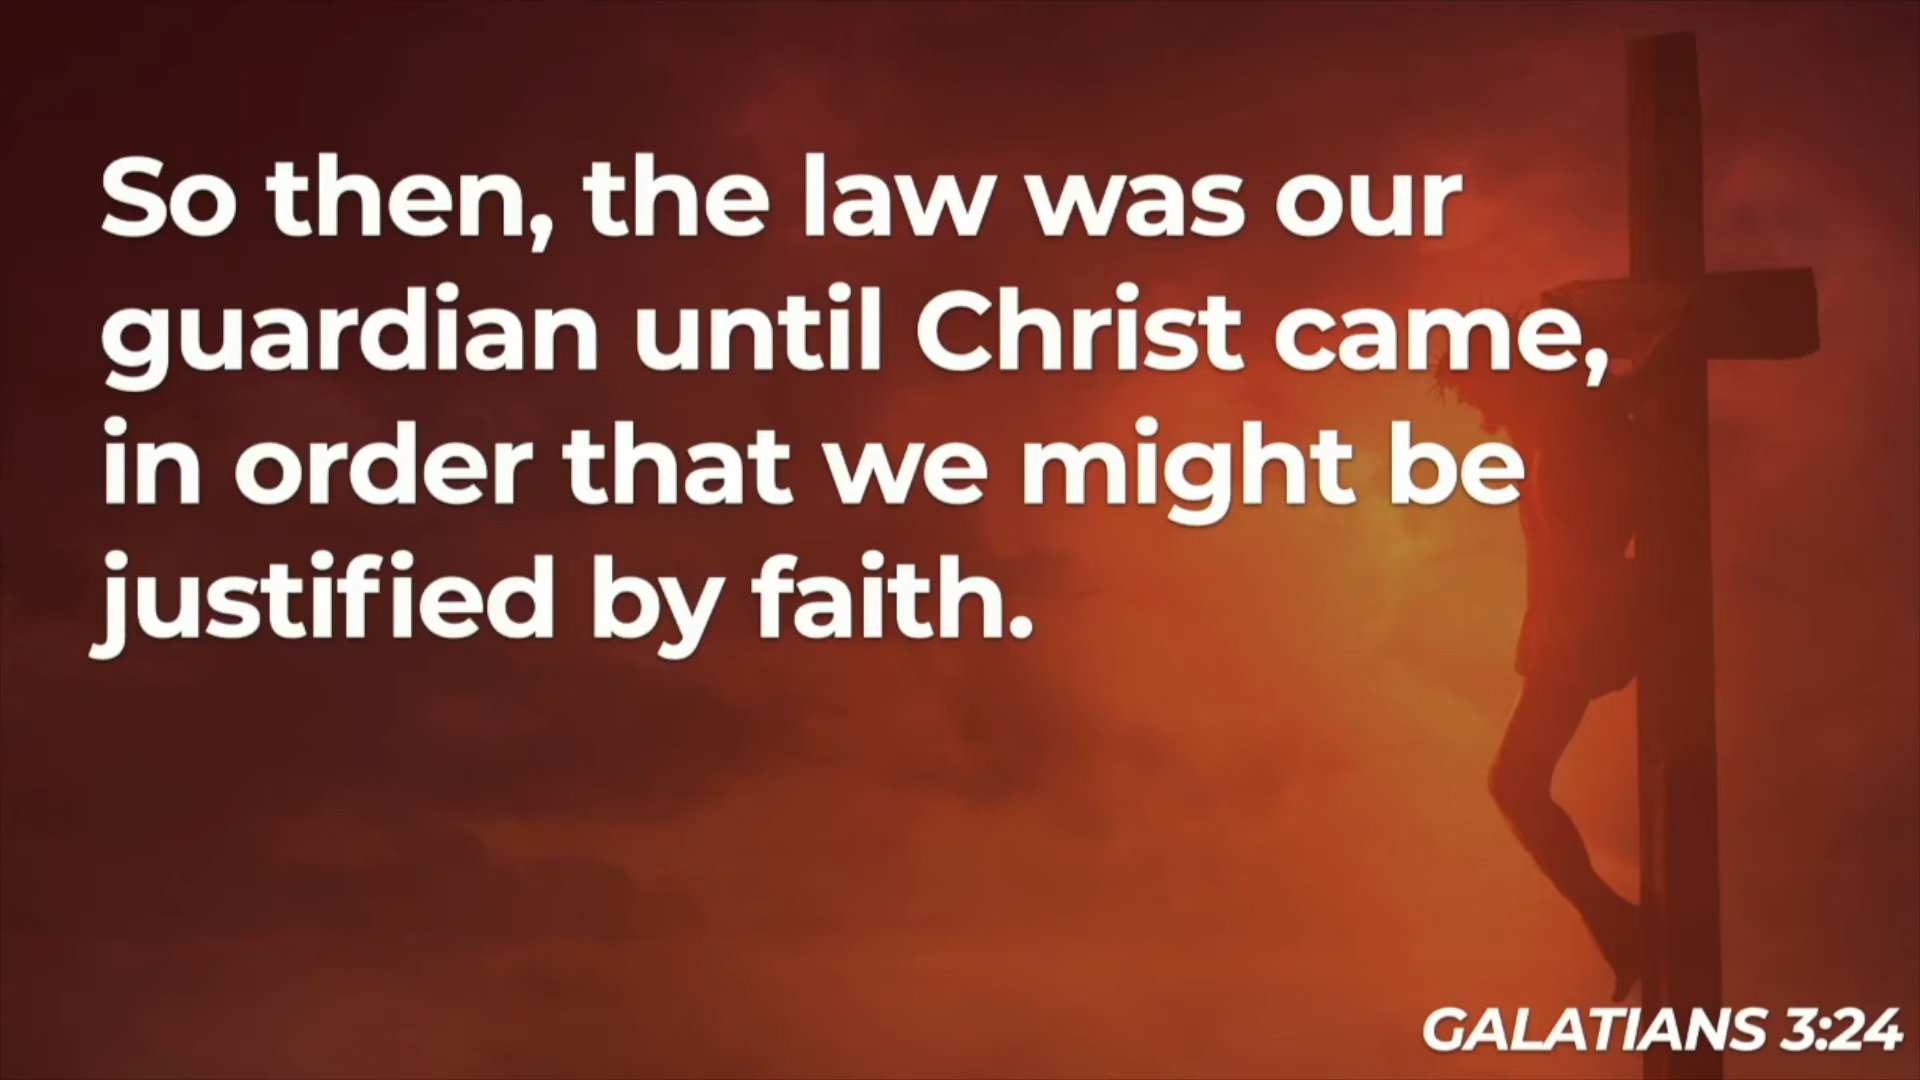 So then, the law was our
guardian until Christ came,
in order that we might be
justified by faith.
GALATIANS 3:24